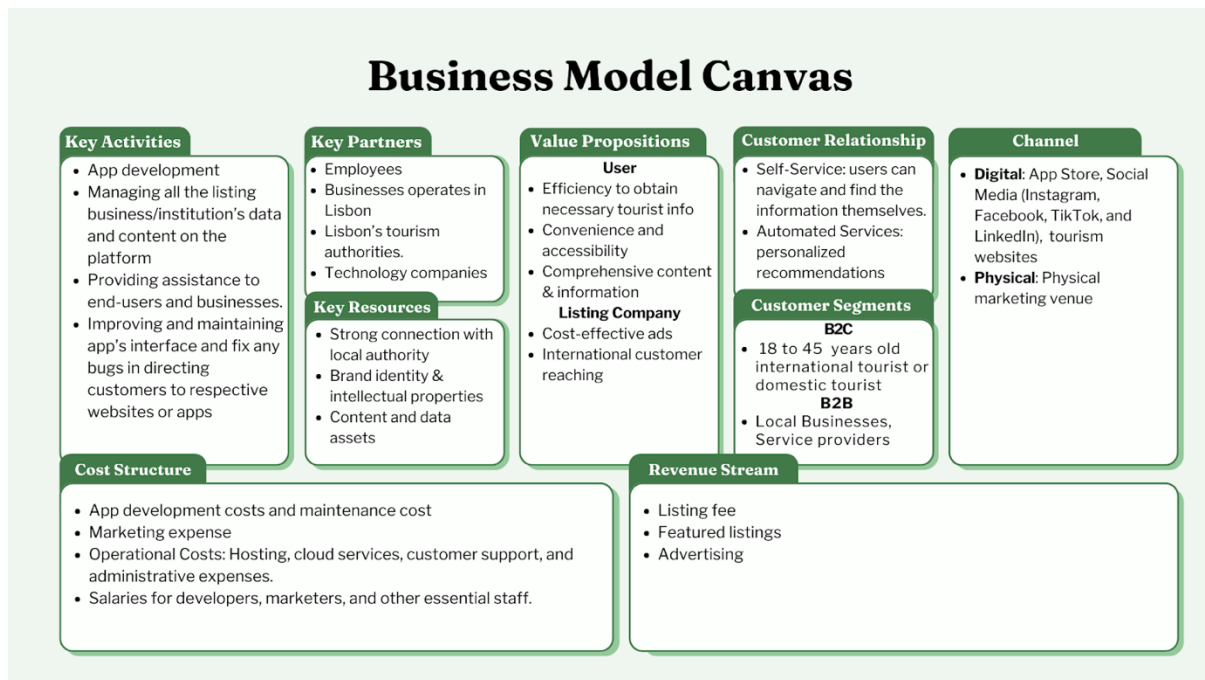 Business Model Canvas
Key Activities
App development
Managing all the listing
business/institution's data
and content on the
platform
Providing assistance to
end-users and businesses.
Improving and maintaining
app's interface and fix any
bugs in directing
customers to respective
websites or apps
Key Partners
Employees
Businesses operates in
Lisbon
Lisbon's tourism
authorities.
Technology companies
Key Resources
Strong connection with
local authority
Brand identity &
intellectual properties
Content and data
assets
Value Propositions
User
Efficiency to obtain
necessary tourist info
Convenience and
accessibility
Comprehensive content
& information
Listing Company
Cost-effective ads
International customer
reaching
Customer Relationship
Self-Service: users can
navigate and find the
information themselves.
Automated Services:
personalized
recommendations
Customer Segments
B2C
18 to 45 years old
international tourist or
domestic tourist
B2B
Local Businesses,
Service providers
Channel
Digital: App Store, Social
Media (Instagram,
Facebook, TikTok, and
LinkedIn), tourism
websites
Physical: Physical
marketing venue
Cost Structure
App development costs and maintenance cost
Marketing expense
Operational Costs: Hosting, cloud services, customer support, and
administrative expenses.
Salaries for developers, marketers, and other essential staff.
Revenue Stream
Listing fee
Featured listings
Advertising